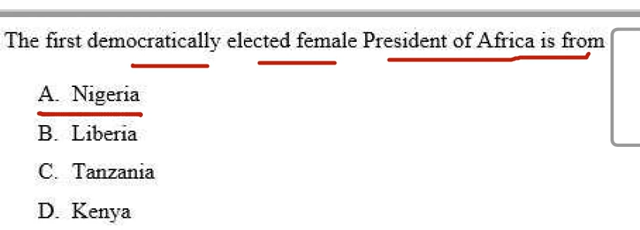 The first democratically elected female President of Africa is from
A. Nigeria
B. Liberia
C. Tanzania
D. Kenya